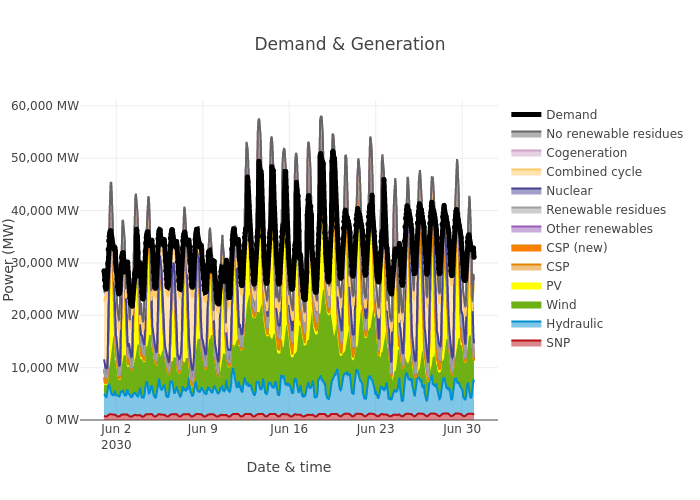 Demand & Generation
60,000 MW
50,000 MW
40,000 MW
30,000 MW
20,000 MW
10,000 MW
0 MW
Power (MW)
Jun 2
2030
Jun 9
Jun 16
Jun 23
Jun 30
Date & time
Demand
No renewable residues
Cogeneration
Combined cycle
Nuclear
Renewable residues
Other renewables
CSP (new)
CSP
PV
Wind
Hydraulic
SNP